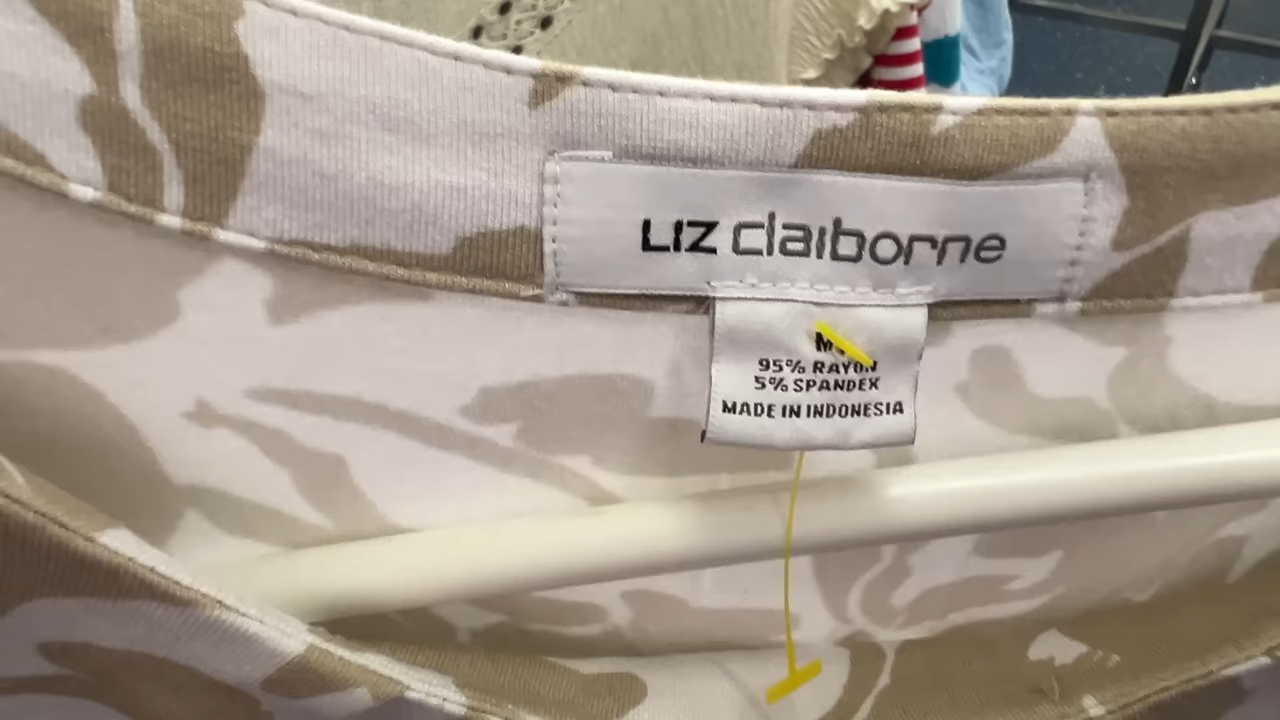 LIZ claiborne
M
95% RAYON
5% SPANDEX
MADE IN INDONESIA